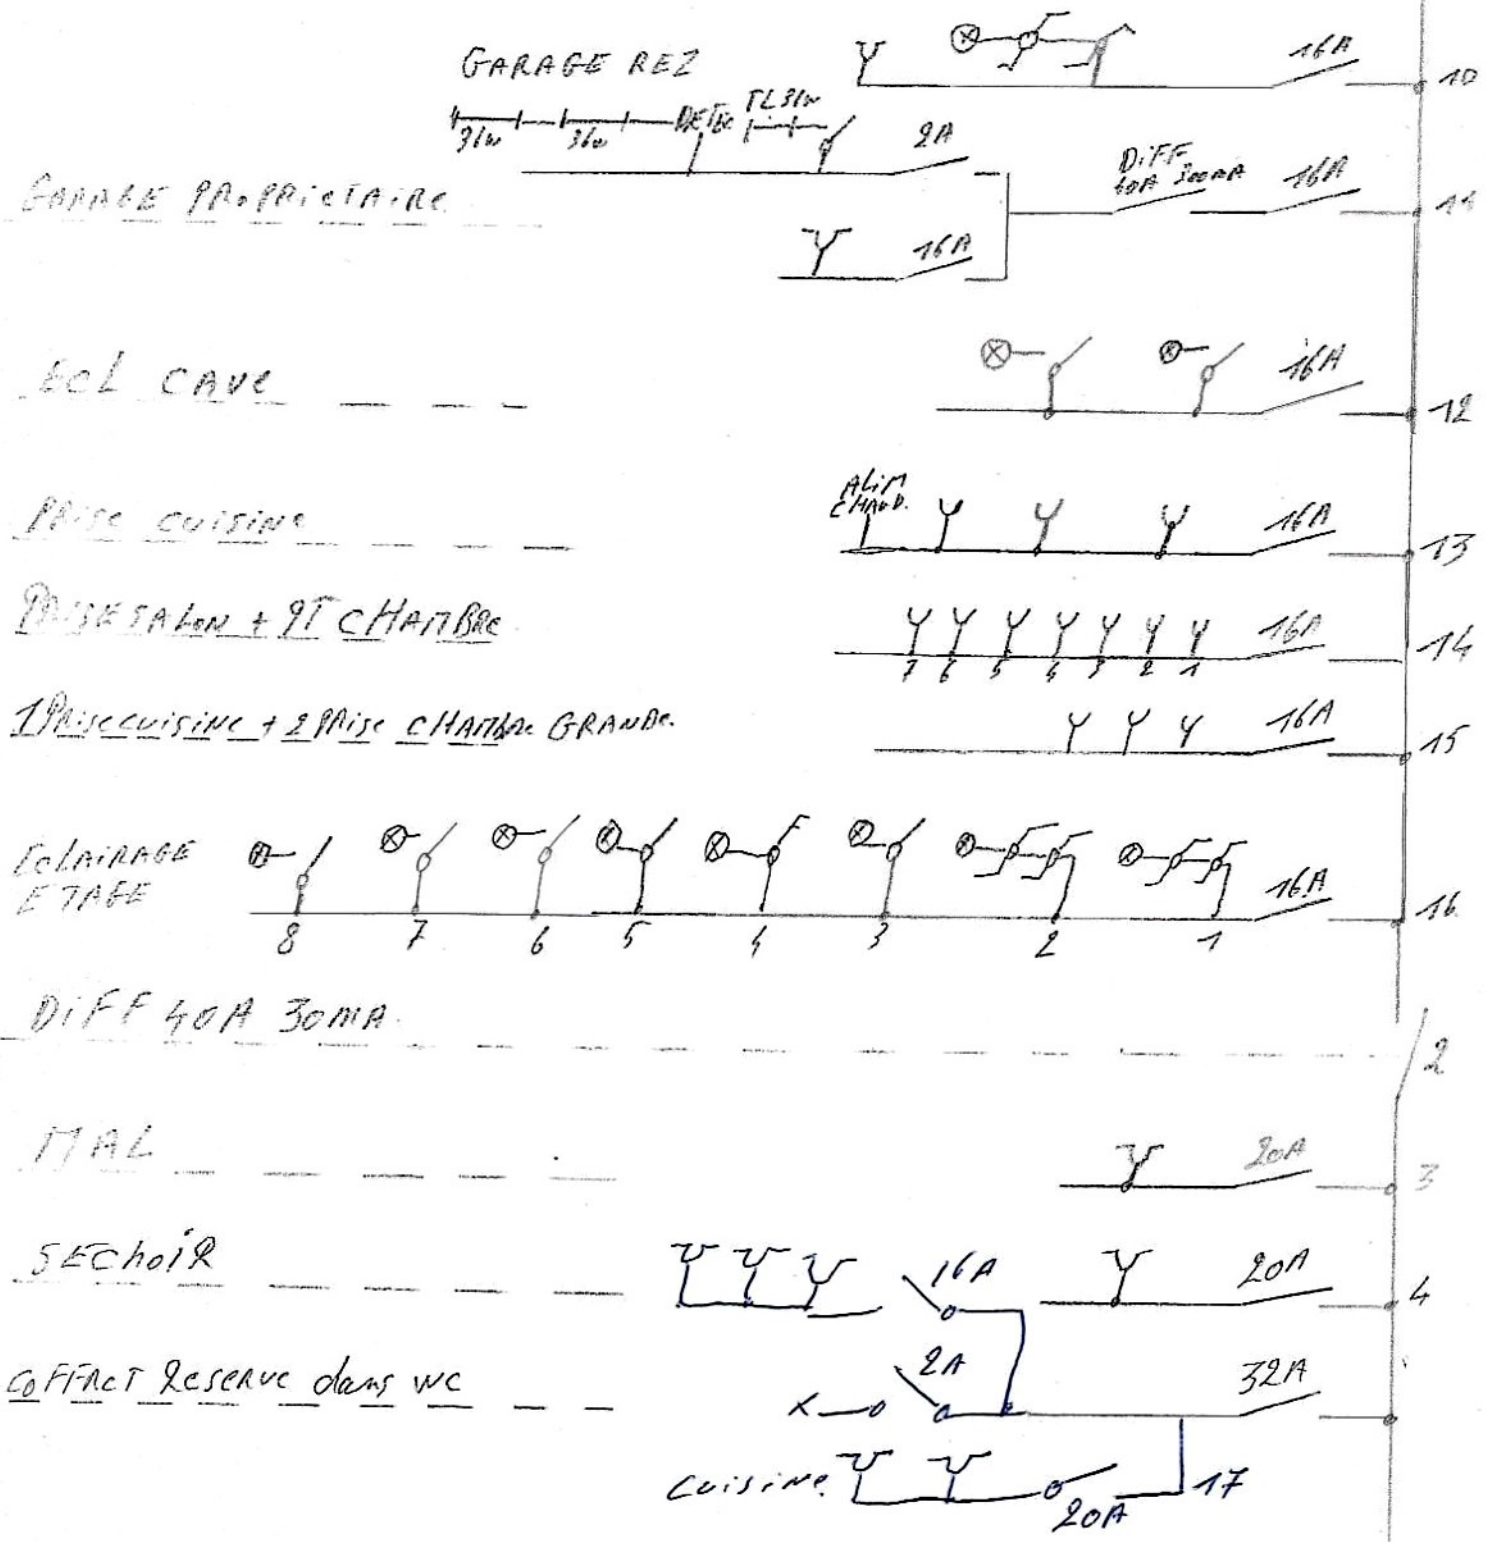 GARAGE REZ
16A
10
31w 36w DETEC TL 31w
2A
DiFF
40A 300mA
16A
11
GARAGE PROPRIETAIRE
16A
ECL CAVE
16A
12
ALIM
CHAUD.
PRISE CUISINE
16A
13
PRISE SALON + PT CHAMBRE
16A
14
7 6 5 4 3 2 1
1 PRISE CUISINE + 2 PRISE CHAMBRE GRANDE.
16A
15
ECLAIRAGE
ETAGE
16A
16
8 7 6 5 4 3 2 1
DiFF 40A 30mA
2
MAL
20A
3
SECHOIR
16A
20A
4
COFFRET RESERVE dans WC
2A
32A
CUISINE.
20A
17